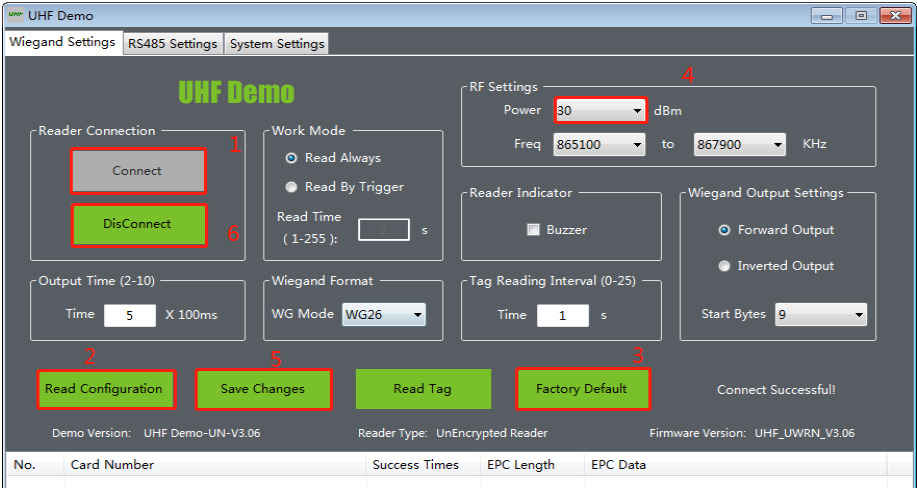 UHF UHF Demo
Wiegand Settings RS485 Settings System Settings
UHF Demo
RF Settings 4
Power 30 dBm
Freq 865100 to 867900 KHz
Reader Connection
Connect 1
DisConnect 6
Work Mode
Read Always
Read By Trigger
Read Time
( 1-255 ): 2 s
Reader Indicator
Buzzer
Wiegand Output Settings
Forward Output
Inverted Output
Start Bytes 9
Output Time (2-10)
Time 5 X 100ms
Wiegand Format
WG Mode WG26
Tag Reading Interval (0-25)
Time 1 s
2 5 3
Read Configuration Save Changes Read Tag Factory Default Connect Successful!
Demo Version: UHF Demo-UN-V3.06 Reader Type: UnEncrypted Reader Firmware Version: UHF_UWRN_V3.06
No. Card Number Success Times EPC Length EPC Data